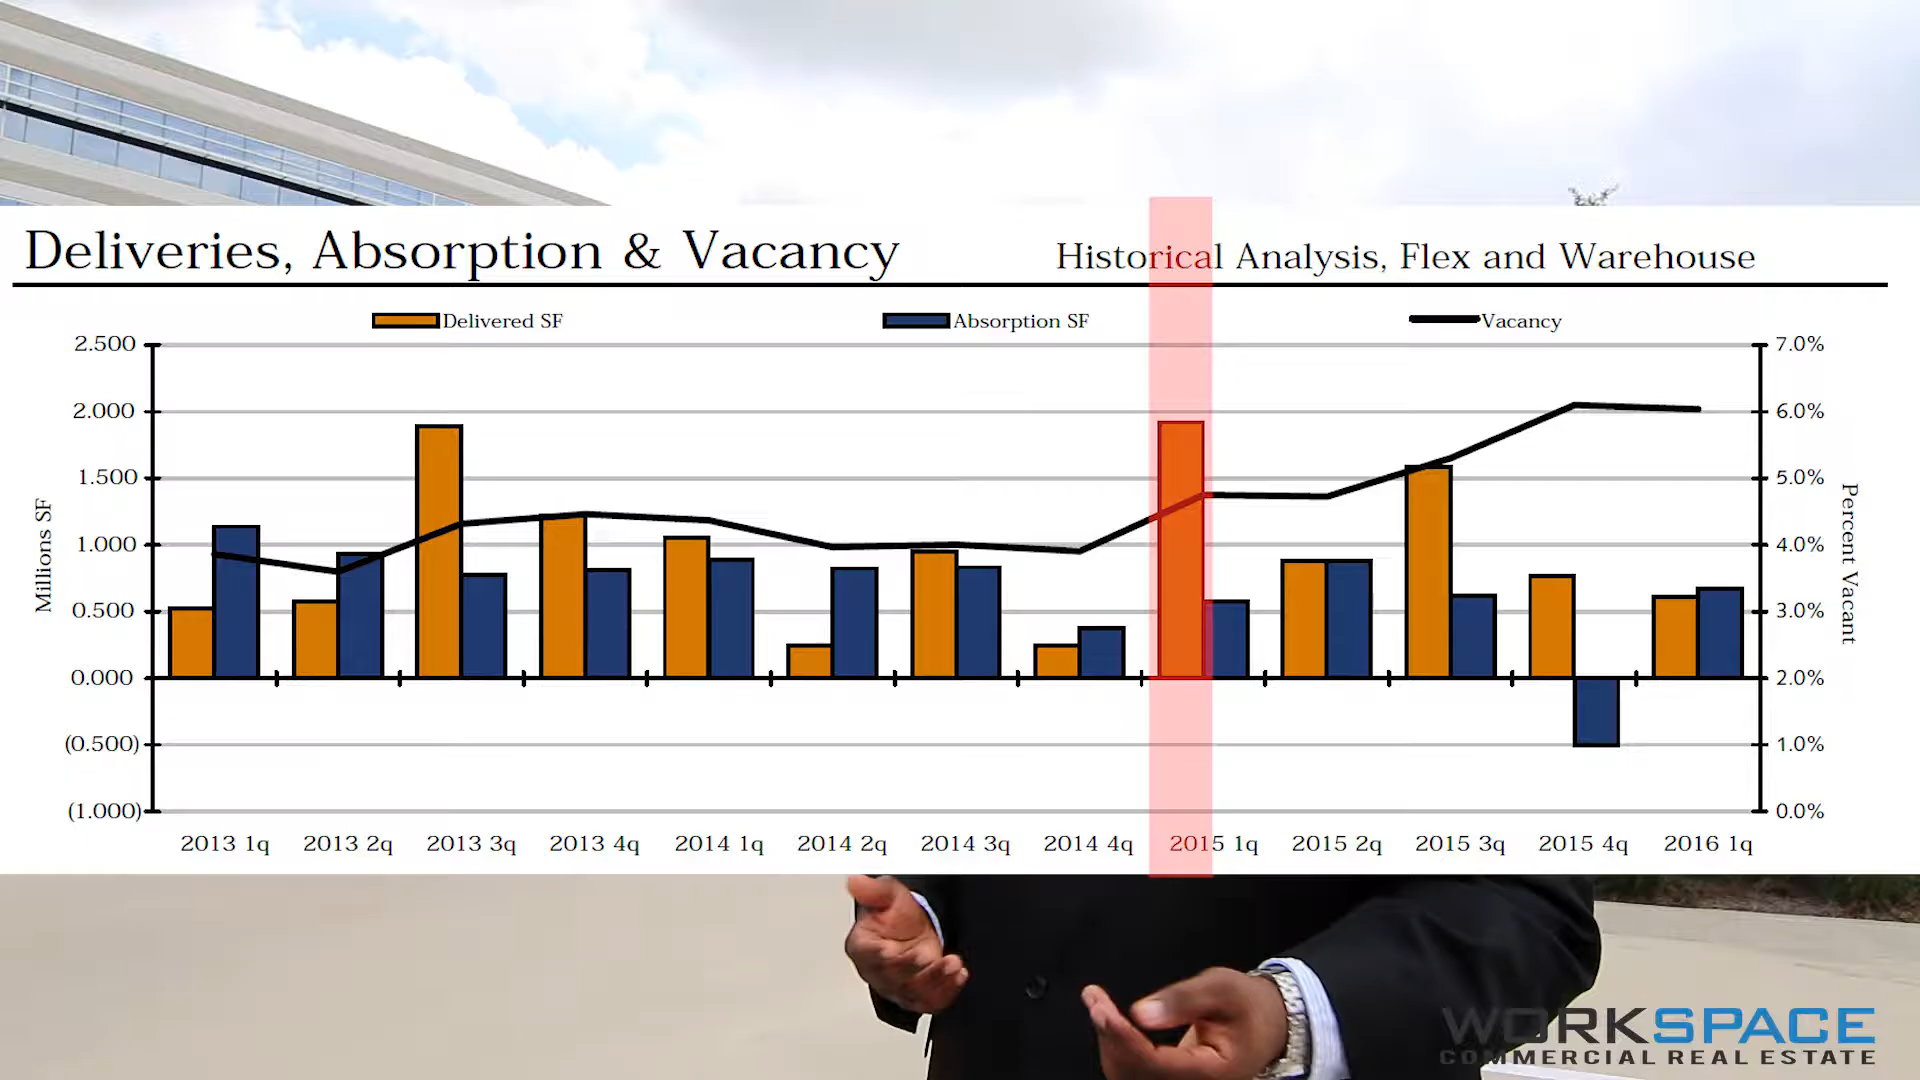 Deliveries, Absorption & Vacancy
Historical Analysis, Flex and Warehouse
Delivered SF
Absorption SF
Vacancy
2.500
2.000
1.500
1.000
0.500
0.000
(0.500)
(1.000)
Millions SF
7.0%
6.0%
5.0%
4.0%
3.0%
2.0%
1.0%
0.0%
Percent Vacant
2013 1q
2013 2q
2013 3q
2013 4q
2014 1q
2014 2q
2014 3q
2014 4q
2015 1q
2015 2q
2015 3q
2015 4q
2016 1q
WORKSPACE
COMMERCIAL REAL ESTATE